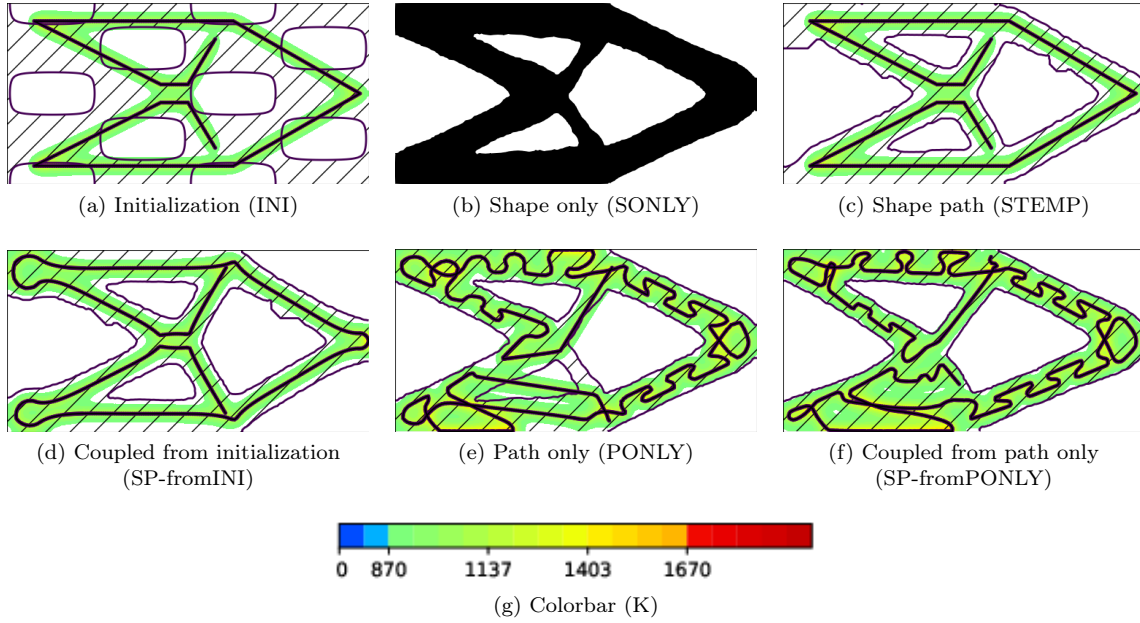 (a) Initialization (INI)
(b) Shape only (SONLY)
(c) Shape path (STEMP)
(d) Coupled from initialization
(SP-fromINI)
(e) Path only (PONLY)
(f) Coupled from path only
(SP-fromPONLY)
0 870 1137 1403 1670
(g) Colorbar (K)